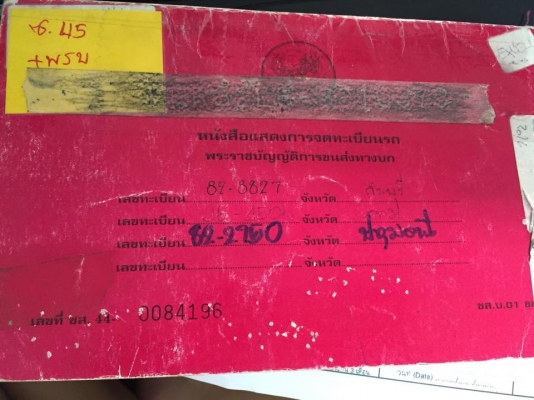 ธ. 45
+พรบ
หนังสือแสดงการจดทะเบียนรถ
พระราชบัญญัติการขนส่งทางบก
เลขทะเบียน 82-8827 จังหวัด
เลขทะเบียน จังหวัด
เลขทะเบียน 82-2750 จังหวัด ปทุมธานี
เลขทะเบียน จังหวัด
เลขที่ ขส. 44- 0084196
ขส.บ.01
วันที่ (Date)